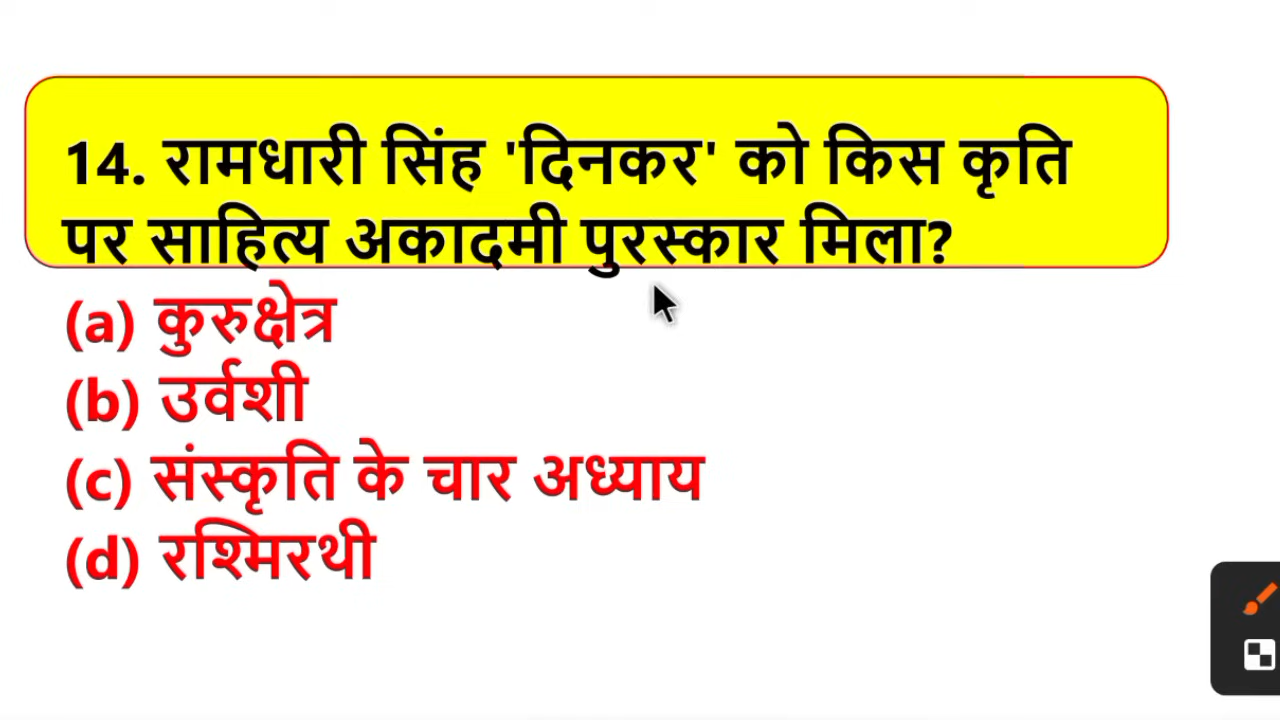 14. रामधारी सिंह 'दिनकर' को किस कृति
पर साहित्य अकादमी पुरस्कार मिला?
(a) कुरुक्षेत्र
(b) उर्वशी
(c) संस्कृति के चार अध्याय
(d) रश्मिरथी